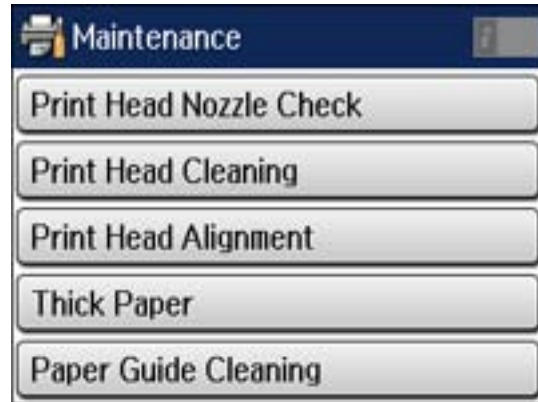 Maintenance
Print Head Nozzle Check
Print Head Cleaning
Print Head Alignment
Thick Paper
Paper Guide Cleaning